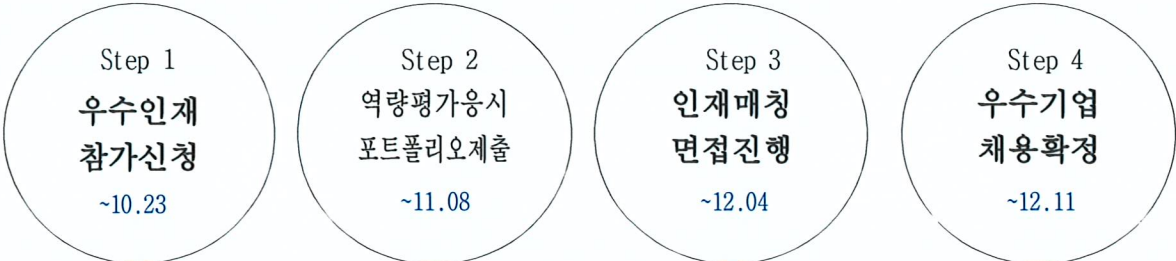 Step 1
우수인재
참가신청
~10.23
Step 2
역량평가응시
포트폴리오제출
~11.08
Step 3
인재매칭
면접진행
~12.04
Step 4
우수기업
채용확정
~12.11